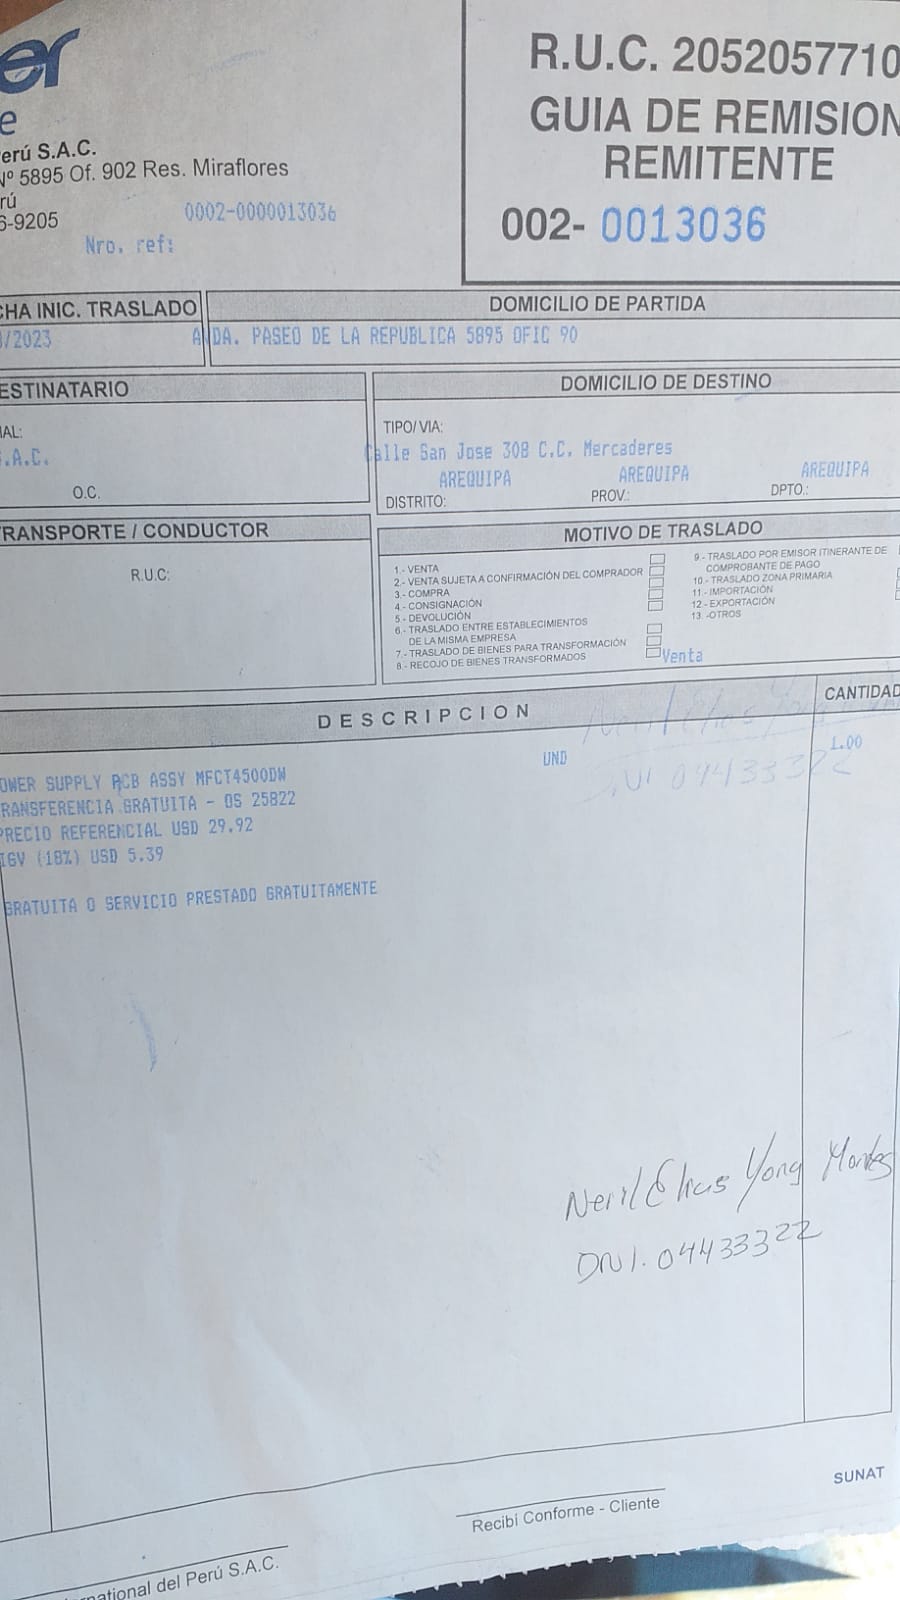 er
e
erú S.A.C.
Nº 5895 Of. 902 Res. Miraflores
rú
6-9205
0002-0000013036
Nro. ref:
R.U.C. 2052057710
GUIA DE REMISION
REMITENTE
002- 0013036
CHA INIC. TRASLADO
DOMICILIO DE PARTIDA
/2023
AVDA. PASEO DE LA REPUBLICA 5895 OFIC 90
ESTINATARIO
DOMICILIO DE DESTINO
IAL:
TIPO/ VIA:
.A.C.
Calle San Jose 308 C.C. Mercaderes
AREQUIPA AREQUIPA AREQUIPA
O.C.
DISTRITO: PROV.: DPTO.:
TRANSPORTE / CONDUCTOR
MOTIVO DE TRASLADO
R.U.C:
1.- VENTA
2.- VENTA SUJETA A CONFIRMACIÓN DEL COMPRADOR
3.- COMPRA
4.- CONSIGNACIÓN
5.- DEVOLUCIÓN
6.- TRASLADO ENTRE ESTABLECIMIENTOS
DE LA MISMA EMPRESA
7.- TRASLADO DE BIENES PARA TRANSFORMACIÓN
8.- RECOJO DE BIENES TRANSFORMADOS
9.- TRASLADO POR EMISOR ITINERANTE DE
COMPROBANTE DE PAGO
10.- TRASLADO ZONA PRIMARIA
11.- IMPORTACIÓN
12.- EXPORTACIÓN
13. -OTROS
Venta
DESCRIPCION
CANTIDAD
OWER SUPPLY PCB ASSY MFCT4500DW UND 1.00
RANSFERENCIA GRATUITA - OS 25822
PRECIO REFERENCIAL USD 29.92
IGV (18%) USD 5.39
GRATUITA O SERVICIO PRESTADO GRATUITAMENTE
04433322
Neril Elias Yong Montes
DNI. 04433322
SUNAT
Recibí Conforme - Cliente
national del Perú S.A.C.